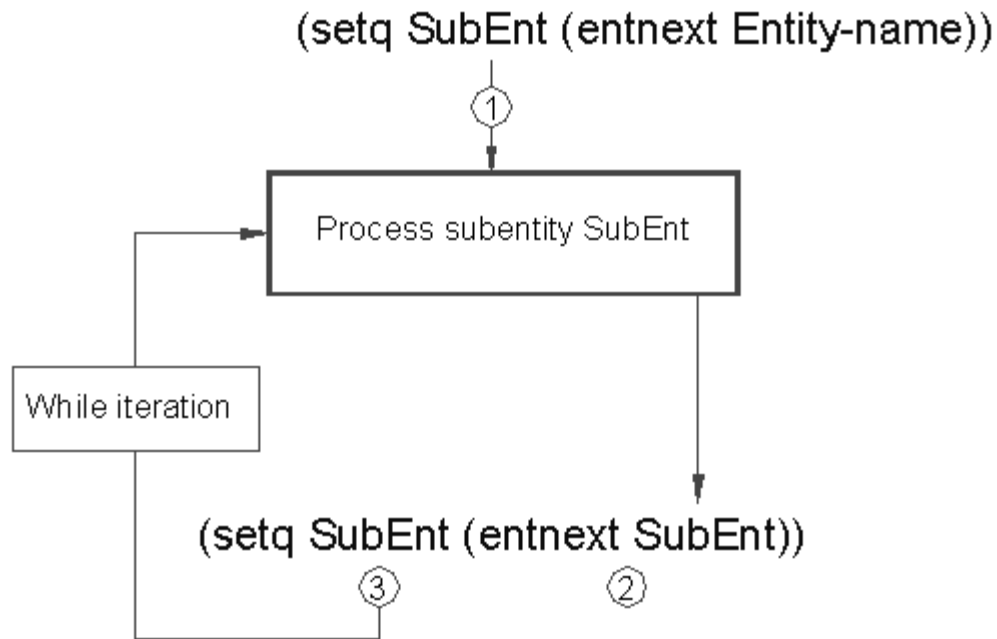 (setq SubEnt (entnext Entity-name))
1
Process subentity SubEnt
While iteration
(setq SubEnt (entnext SubEnt))
3 2